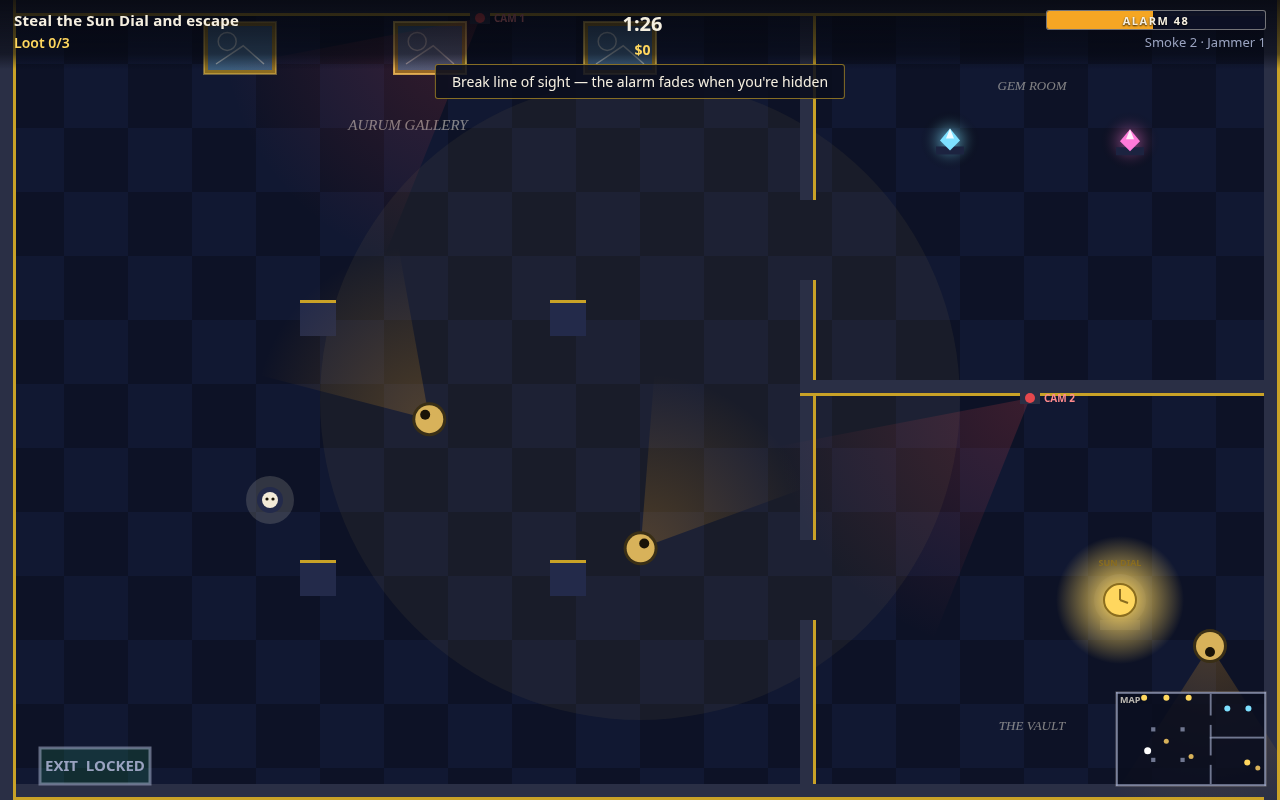 Steal the Sun Dial and escape
Loot 0/3
CAM 1
1:26
$0
ALARM 48
Smoke 2 · Jammer 1
Break line of sight — the alarm fades when you're hidden
GEM ROOM
AURUM GALLERY
CAM 2
SUN DIAL
THE VAULT
MAP
EXIT LOCKED